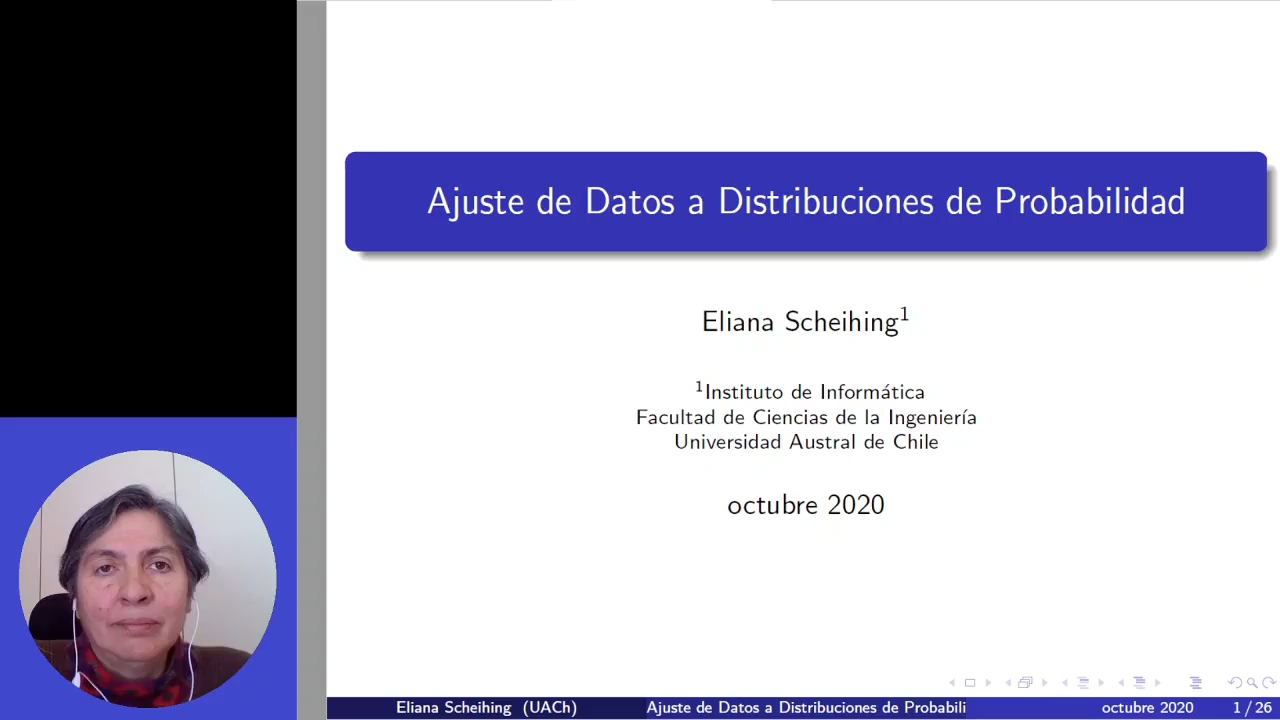 Ajuste de Datos a Distribuciones de Probabilidad
Eliana Scheihing¹
¹Instituto de Informática
Facultad de Ciencias de la Ingeniería
Universidad Austral de Chile
octubre 2020
Eliana Scheihing (UACh) Ajuste de Datos a Distribuciones de Probabili octubre 2020 1 / 26